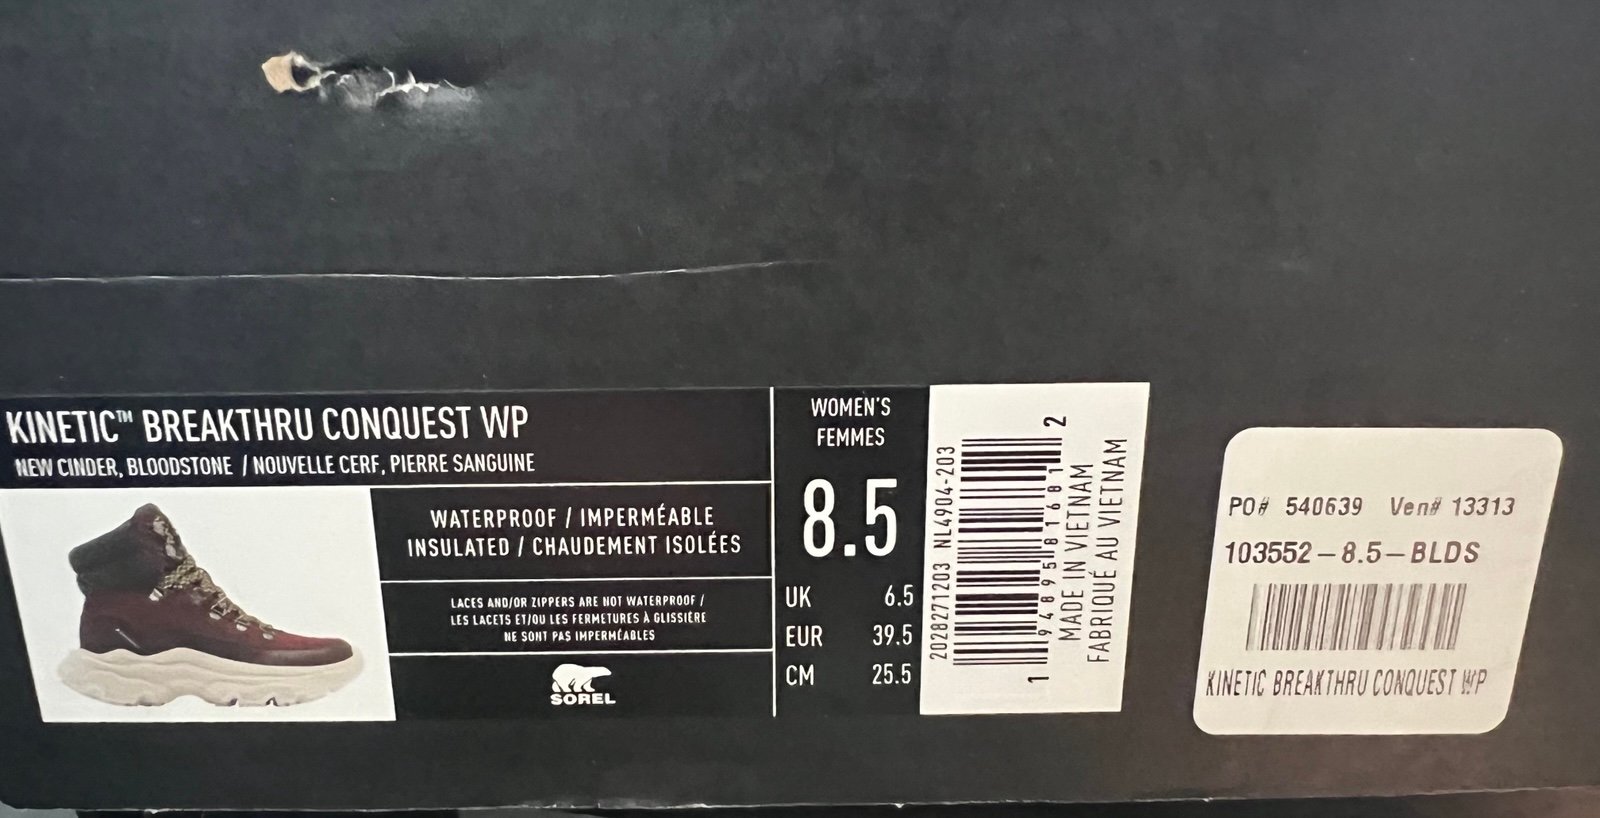 KINETIC™ BREAKTHRU CONQUEST WP
NEW CINDER, BLOODSTONE / NOUVELLE CERF, PIERRE SANGUINE
WATERPROOF / IMPERMÉABLE
INSULATED / CHAUDEMENT ISOLÉES
LACES AND/OR ZIPPERS ARE NOT WATERPROOF /
LES LACETS ET/OU LES FERMETURES À GLISSIÈRE
NE SONT PAS IMPERMÉABLES
SOREL
WOMEN'S
FEMMES
8.5
UK 6.5
EUR 39.5
CM 25.5
2028271203 NL4904-203
1 94895 81681 2
MADE IN VIETNAM
FABRIQUÉ AU VIETNAM
PO# 540639 Ven# 13313
103552-8.5-BLDS
KINETIC BREAKTHRU CONQUEST WP